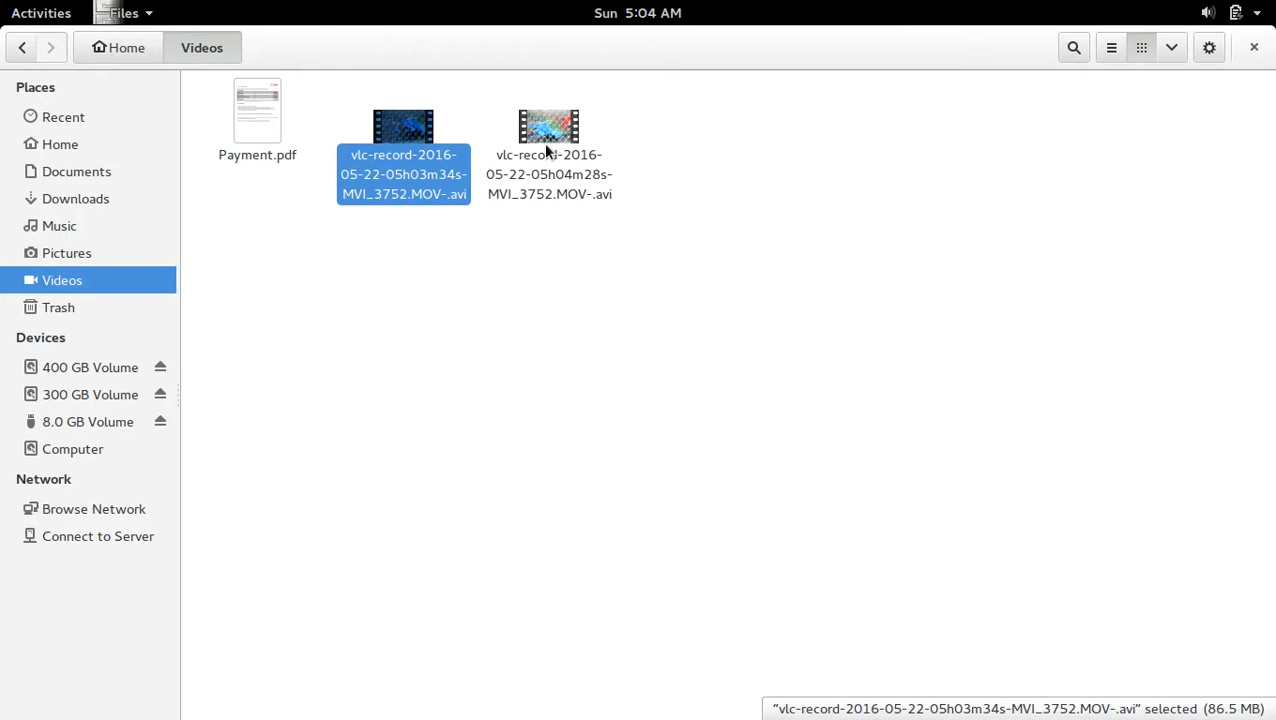 Activities Files Sun 5:04 AM
Home Videos
Places
Recent
Home
Documents
Downloads
Music
Pictures
Videos
Trash
Devices
400 GB Volume
300 GB Volume
8.0 GB Volume
Computer
Network
Browse Network
Connect to Server
Payment.pdf
vlc-record-2016-
05-22-05h03m34s-
MVI_3752.MOV-.avi
vlc-record-2016-
05-22-05h04m28s-
MVI_3752.MOV-.avi
"vlc-record-2016-05-22-05h03m34s-MVI_3752.MOV-.avi" selected (86.5 MB)